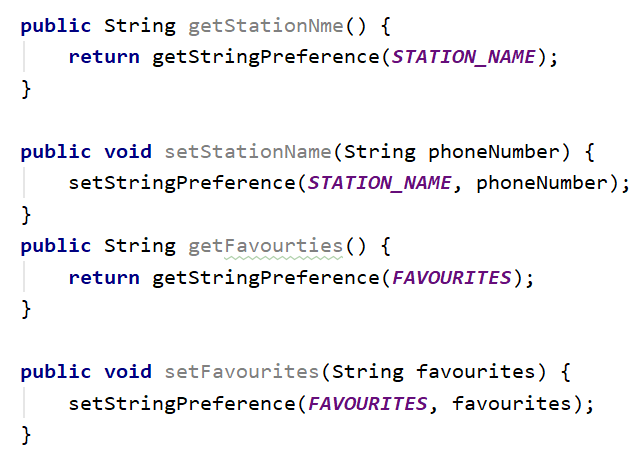 public String getStationNme() {
    return getStringPreference(STATION_NAME);
}
public void setStationName(String phoneNumber) {
    setStringPreference(STATION_NAME, phoneNumber);
}
public String getFavourties() {
    return getStringPreference(FAVOURITES);
}
public void setFavourites(String favourites) {
    setStringPreference(FAVOURITES, favourites);
}